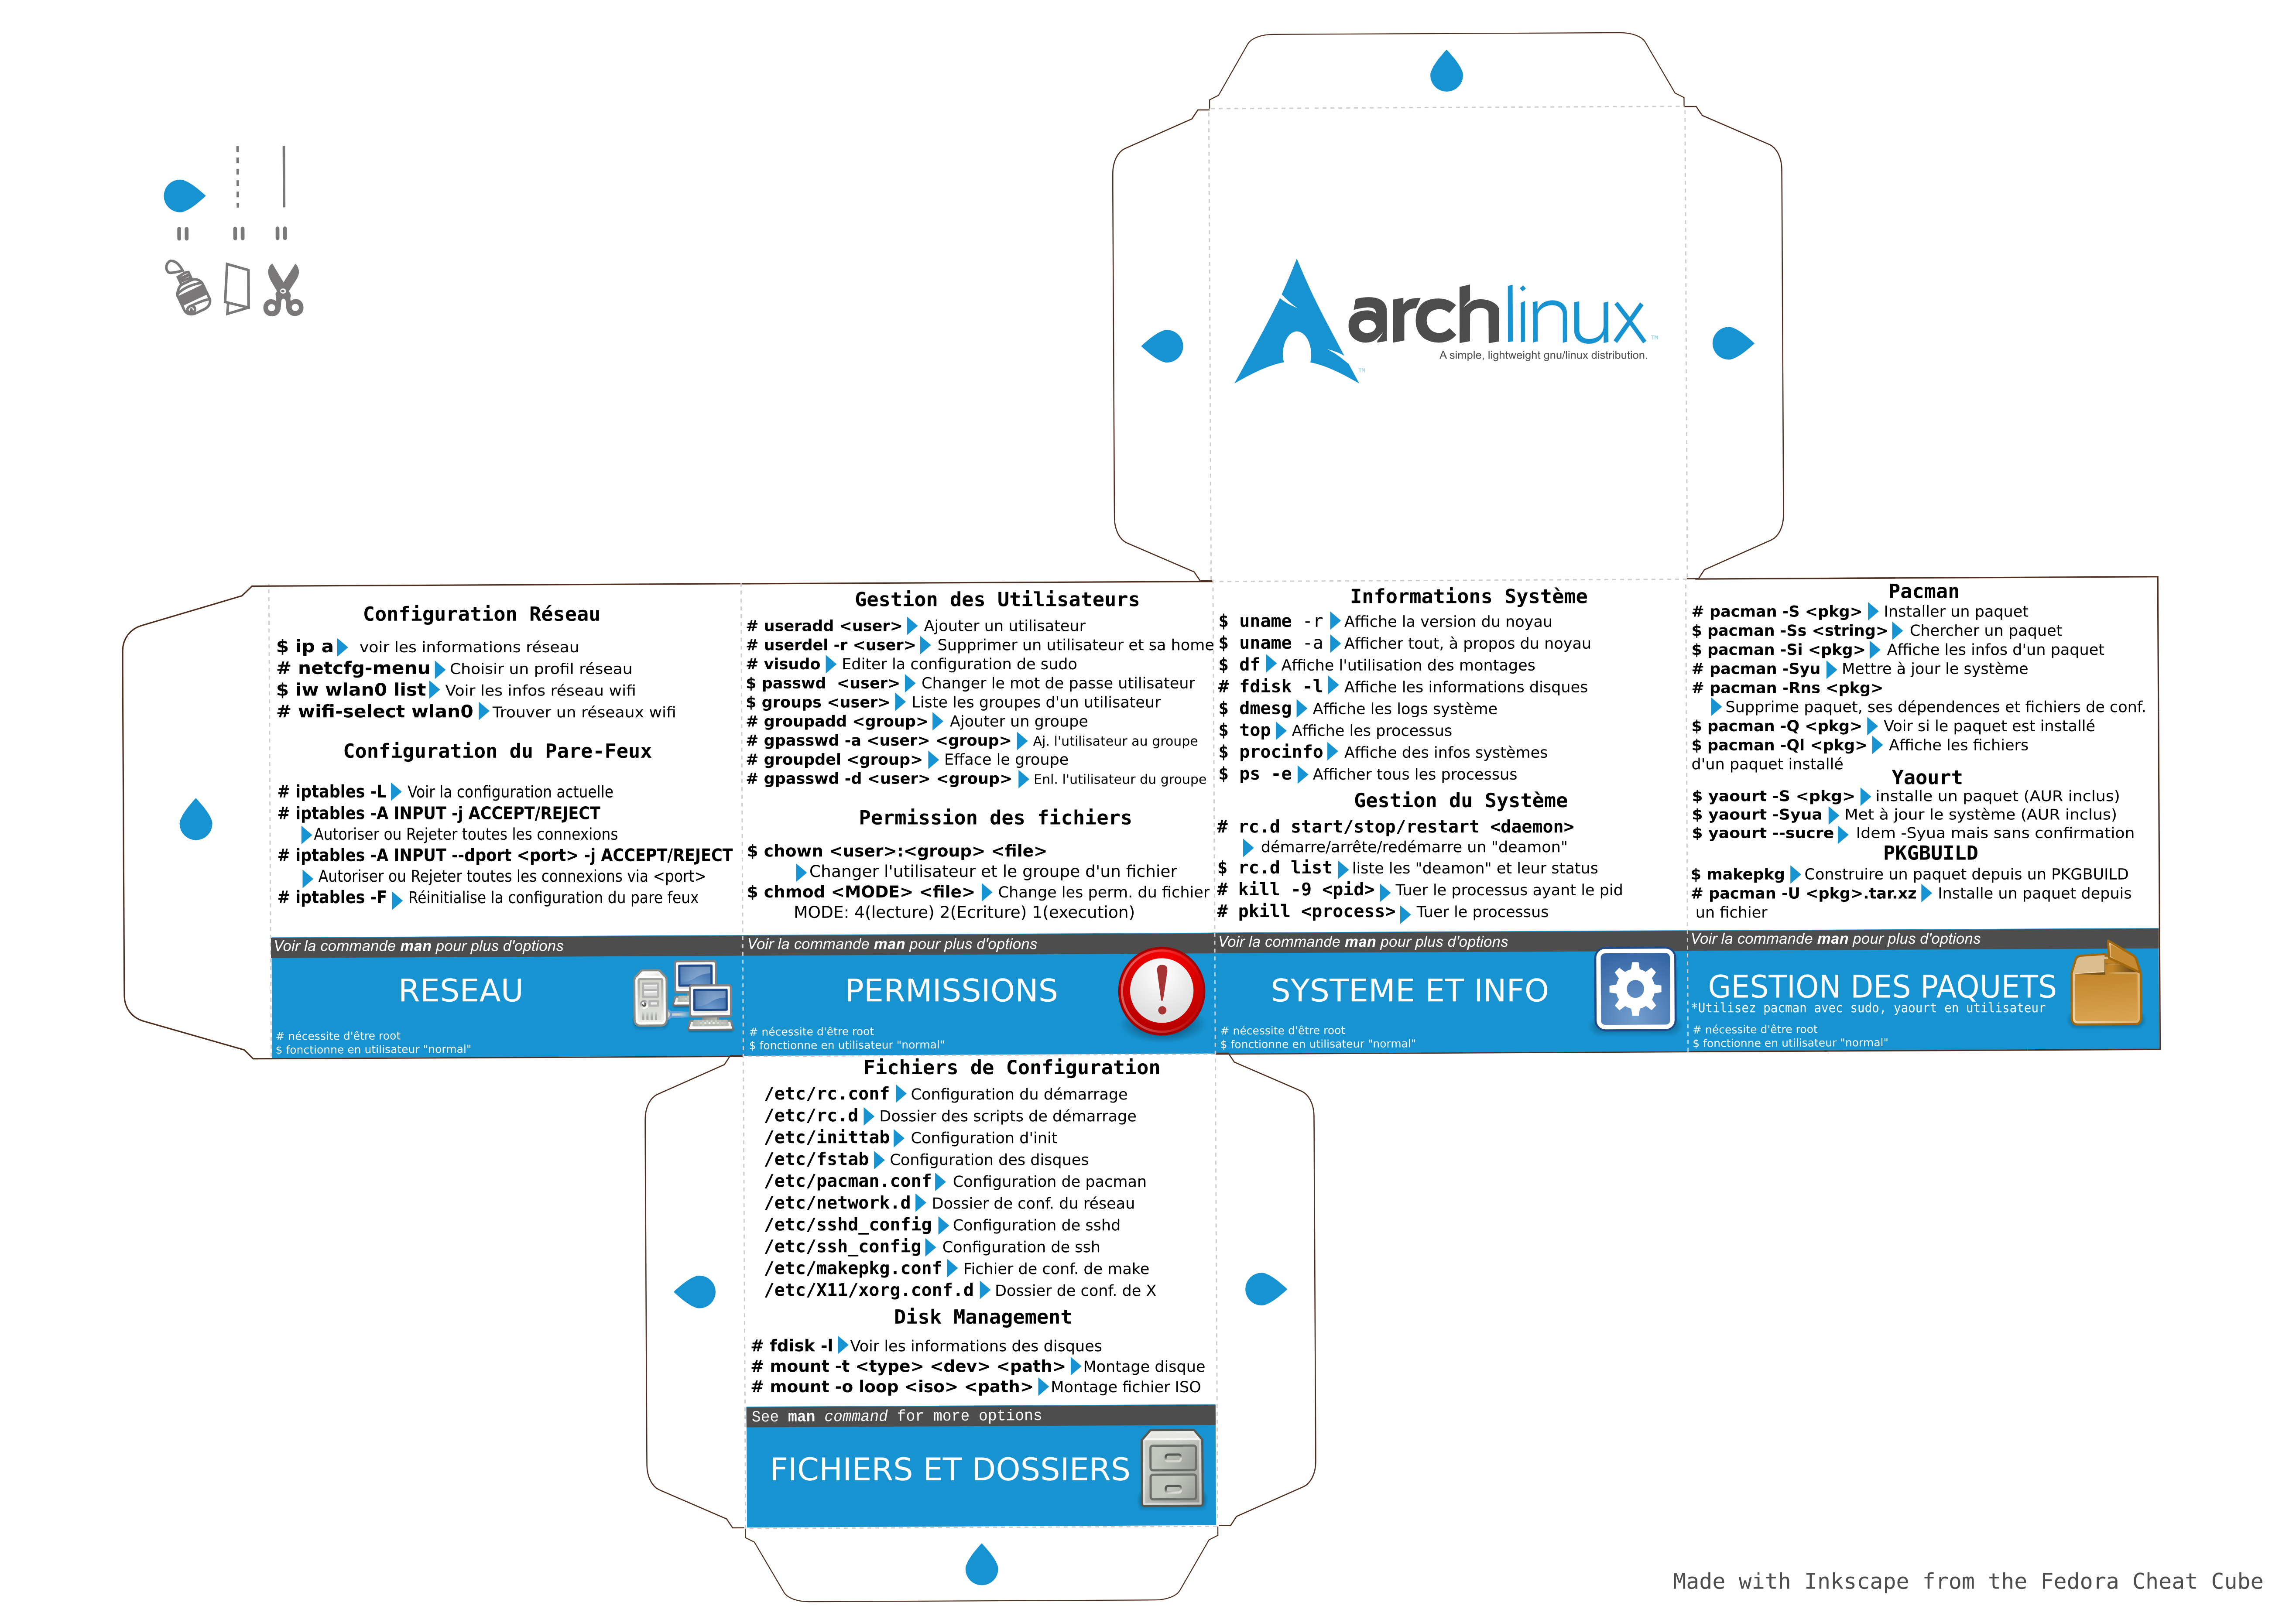 archlinux ™
A simple, lightweight gnu/linux distribution.
™
Configuration Réseau
$ ip a voir les informations réseau
# netcfg-menu Choisir un profil réseau
$ iw wlan0 list Voir les infos réseau wifi
# wifi-select wlan0 Trouver un réseaux wifi
Configuration du Pare-Feux
# iptables -L Voir la configuration actuelle
# iptables -A INPUT -j ACCEPT/REJECT
Autoriser ou Rejeter toutes les connexions
# iptables -A INPUT --dport <port> -j ACCEPT/REJECT
Autoriser ou Rejeter toutes les connexions via <port>
# iptables -F Réinitialise la configuration du pare feux
Voir la commande man pour plus d'options
RESEAU
# nécessite d'être root
$ fonctionne en utilisateur "normal"
Gestion des Utilisateurs
# useradd <user> Ajouter un utilisateur
# userdel -r <user> Supprimer un utilisateur et sa home
# visudo Editer la configuration de sudo
$ passwd <user> Changer le mot de passe utilisateur
$ groups <user> Liste les groupes d'un utilisateur
# groupadd <group> Ajouter un groupe
# gpasswd -a <user> <group> Aj. l'utilisateur au groupe
# groupdel <group> Efface le groupe
# gpasswd -d <user> <group> Enl. l'utilisateur du groupe
Permission des fichiers
$ chown <user>:<group> <file>
Changer l'utilisateur et le groupe d'un fichier
$ chmod <MODE> <file> Change les perm. du fichier
MODE: 4(lecture) 2(Ecriture) 1(execution)
Voir la commande man pour plus d'options
PERMISSIONS
# nécessite d'être root
$ fonctionne en utilisateur "normal"
Informations Système
$ uname -r Affiche la version du noyau
$ uname -a Afficher tout, à propos du noyau
$ df Affiche l'utilisation des montages
# fdisk -l Affiche les informations disques
$ dmesg Affiche les logs système
$ top Affiche les processus
$ procinfo Affiche des infos systèmes
$ ps -e Afficher tous les processus
Gestion du Système
# rc.d start/stop/restart <daemon>
démarre/arrête/redémarre un "deamon"
$ rc.d list liste les "deamon" et leur status
# kill -9 <pid> Tuer le processus ayant le pid
# pkill <process> Tuer le processus
Voir la commande man pour plus d'options
SYSTEME ET INFO
# nécessite d'être root
$ fonctionne en utilisateur "normal"
Pacman
# pacman -S <pkg> Installer un paquet
$ pacman -Ss <string> Chercher un paquet
$ pacman -Si <pkg> Affiche les infos d'un paquet
# pacman -Syu Mettre à jour le système
# pacman -Rns <pkg>
Supprime paquet, ses dépendences et fichiers de conf.
$ pacman -Q <pkg> Voir si le paquet est installé
$ pacman -Ql <pkg> Affiche les fichiers
d'un paquet installé
Yaourt
$ yaourt -S <pkg> installe un paquet (AUR inclus)
$ yaourt -Syua Met à jour le système (AUR inclus)
$ yaourt --sucre Idem -Syua mais sans confirmation
PKGBUILD
$ makepkg Construire un paquet depuis un PKGBUILD
# pacman -U <pkg>.tar.xz Installe un paquet depuis
un fichier
Voir la commande man pour plus d'options
GESTION DES PAQUETS
*Utilisez pacman avec sudo, yaourt en utilisateur
# nécessite d'être root
$ fonctionne en utilisateur "normal"
Fichiers de Configuration
/etc/rc.conf Configuration du démarrage
/etc/rc.d Dossier des scripts de démarrage
/etc/inittab Configuration d'init
/etc/fstab Configuration des disques
/etc/pacman.conf Configuration de pacman
/etc/network.d Dossier de conf. du réseau
/etc/sshd_config Configuration de sshd
/etc/ssh_config Configuration de ssh
/etc/makepkg.conf Fichier de conf. de make
/etc/X11/xorg.conf.d Dossier de conf. de X
Disk Management
# fdisk -l Voir les informations des disques
# mount -t <type> <dev> <path> Montage disque
# mount -o loop <iso> <path> Montage fichier ISO
See man command for more options
FICHIERS ET DOSSIERS
Made with Inkscape from the Fedora Cheat Cube